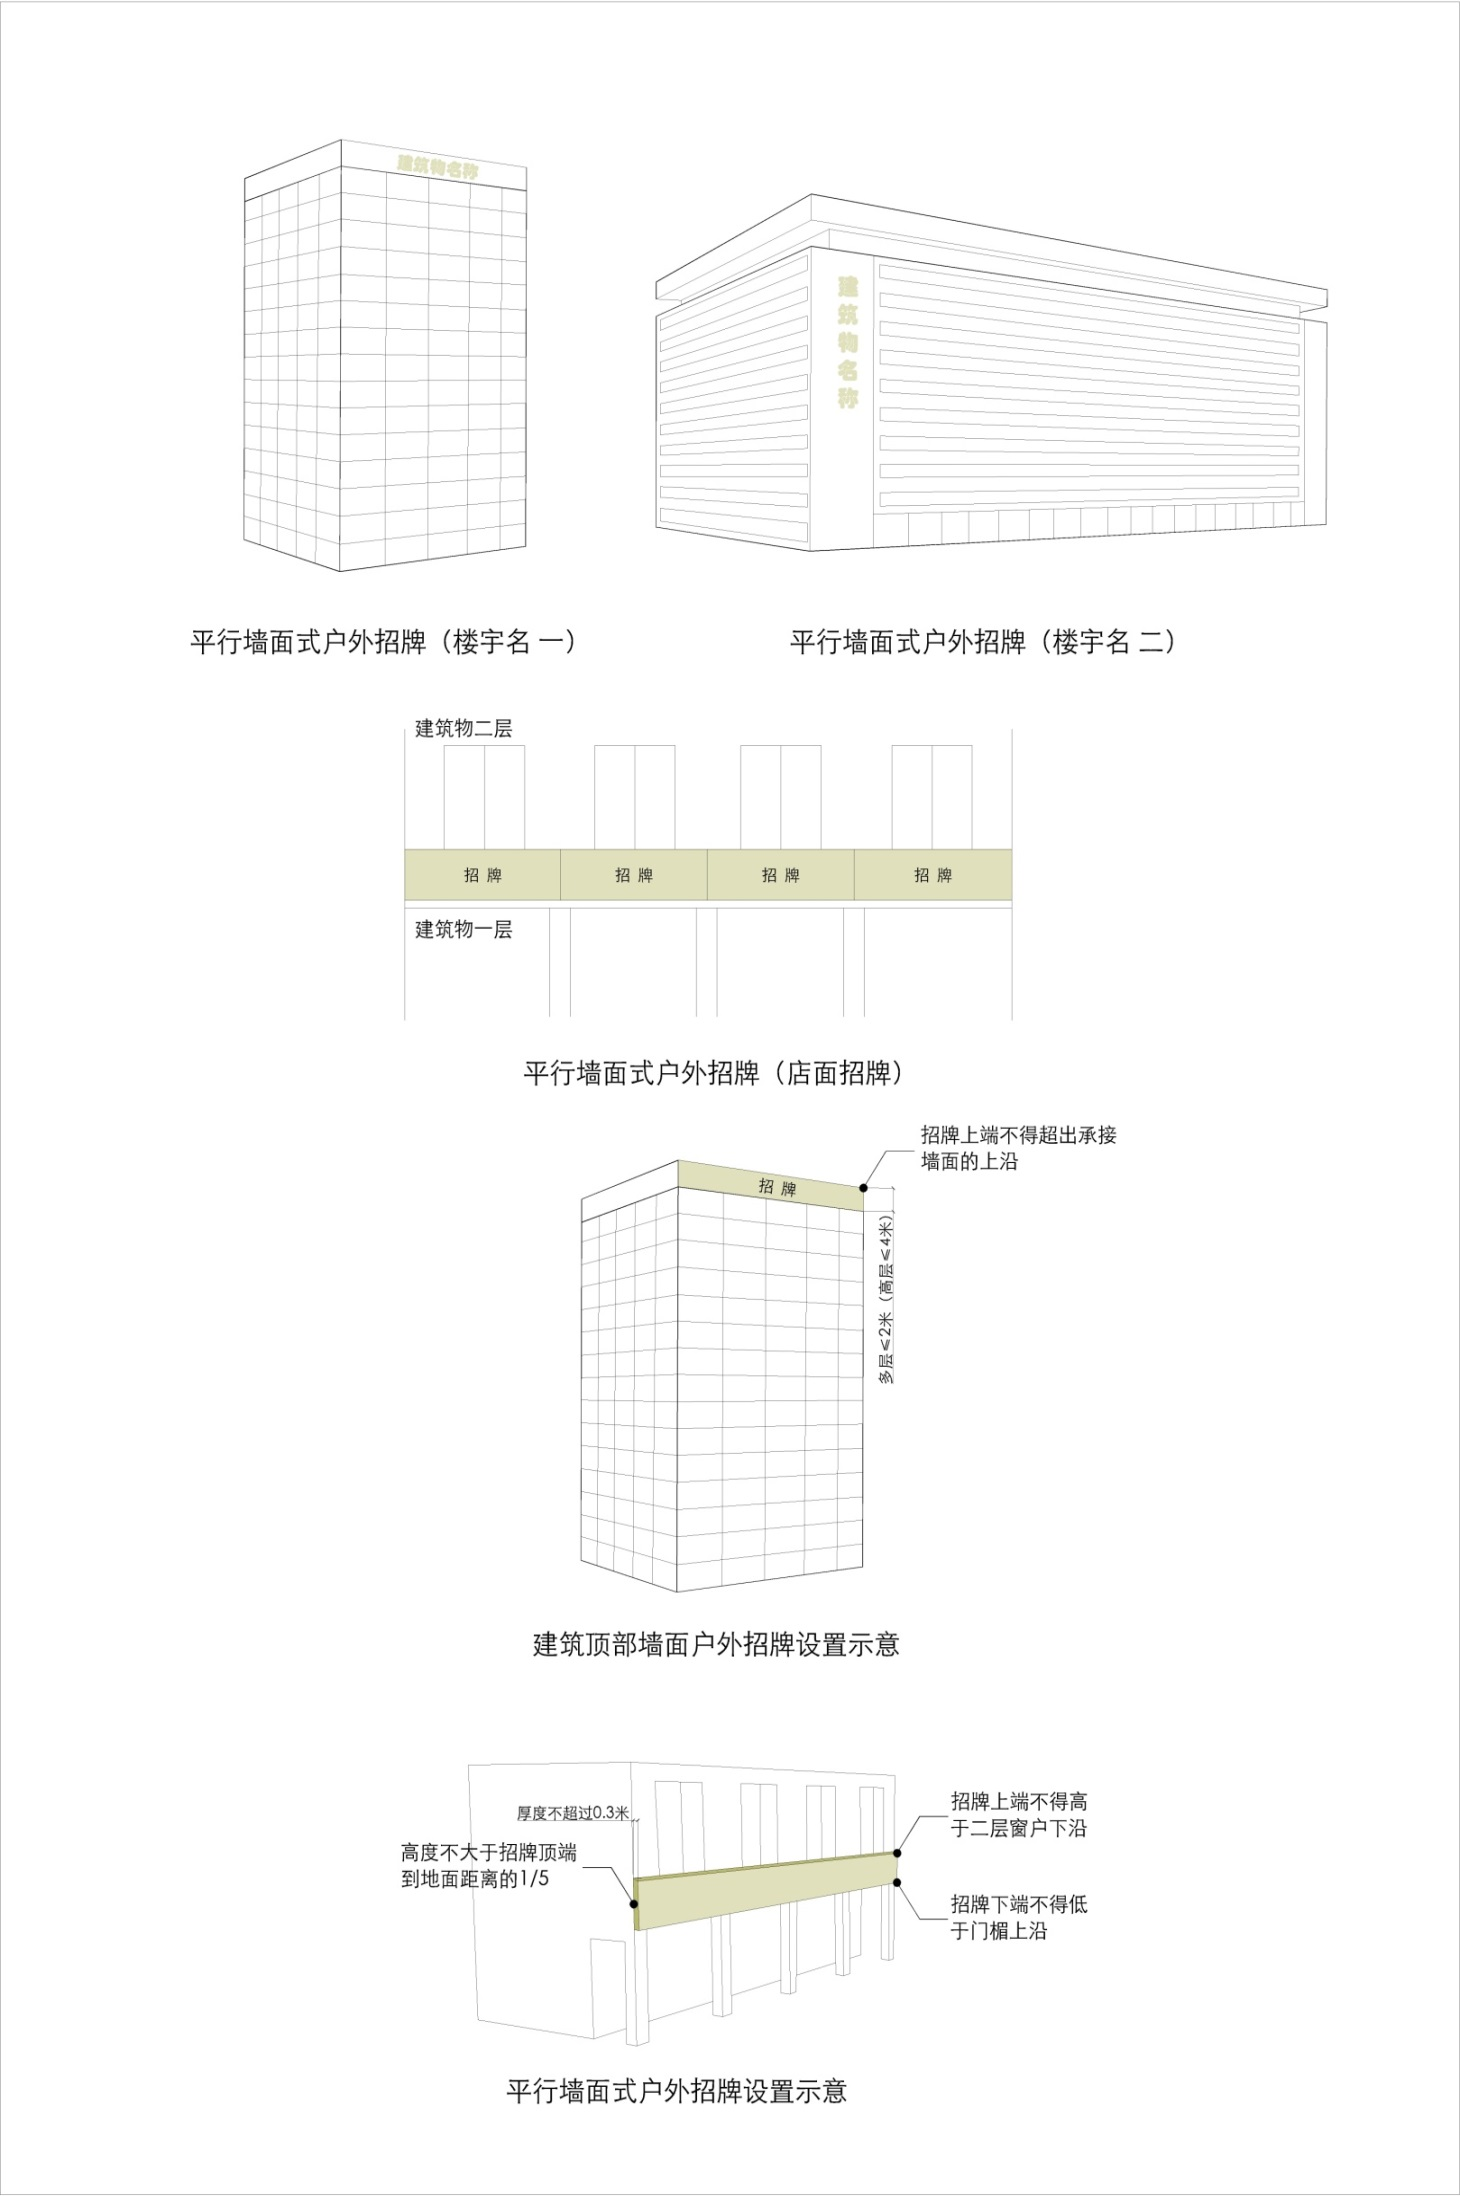 建筑物名称
建筑物名称
平行墙面式户外招牌（楼宇名 一）
平行墙面式户外招牌（楼宇名 二）
建筑物二层
招 牌
招 牌
招 牌
招 牌
建筑物一层
平行墙面式户外招牌（店面招牌）
招牌上端不得超出承接
墙面的上沿
招 牌
多层≤2米（高层≤4米）
建筑顶部墙面户外招牌设置示意
招牌上端不得高
于二层窗户下沿
厚度不超过0.3米
高度不大于招牌顶端
到地面距离的1/5
招牌下端不得低
于门楣上沿
平行墙面式户外招牌设置示意